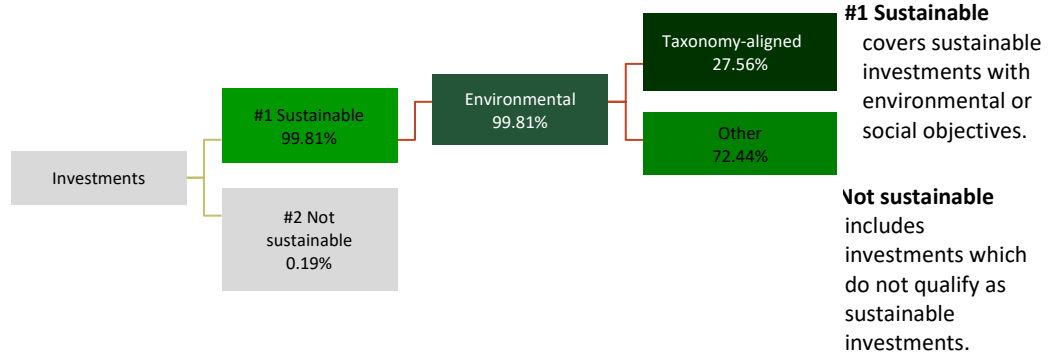 Investments
#1 Sustainable
99.81%
#2 Not
sustainable
0.19%
Environmental
99.81%
Taxonomy-aligned
27.56%
Other
72.44%
#1 Sustainable
covers sustainable
investments with
environmental or
social objectives.
Not sustainable
includes
investments which
do not qualify as
sustainable
investments.